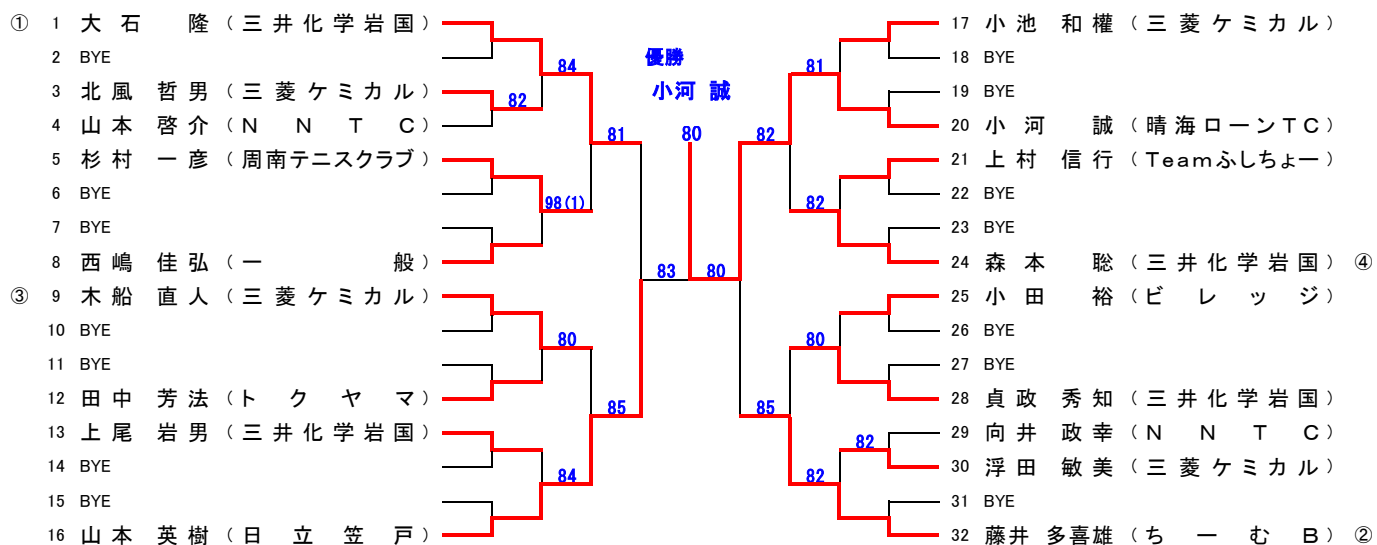 ① 1 大石 隆 (三井化学岩国)
2 BYE
3 北風 哲男 (三菱ケミカル)
4 山本 啓介 (NNTC)
5 杉村 一彦 (周南テニスクラブ)
6 BYE
7 BYE
8 西嶋 佳弘 (一般)
③ 9 木船 直人 (三菱ケミカル)
10 BYE
11 BYE
12 田中 芳法 (トクヤマ)
13 上尾 岩男 (三井化学岩国)
14 BYE
15 BYE
16 山本 英樹 (日立笠戸)
82
84
98(1)
80
84
81
85
83
優勝
小河 誠
80
80
82
85
81
82
80
82
82
17 小池 和權 (三菱ケミカル)
18 BYE
19 BYE
20 小河 誠 (晴海ローンTC)
21 上村 信行 (Teamふしちょー)
22 BYE
23 BYE
24 森本 聡 (三井化学岩国) ④
25 小田 裕 (ビレッジ)
26 BYE
27 BYE
28 貞政 秀知 (三井化学岩国)
29 向井 政幸 (NNTC)
30 浮田 敏美 (三菱ケミカル)
31 BYE
32 藤井 多喜雄 (ちーむB) ②